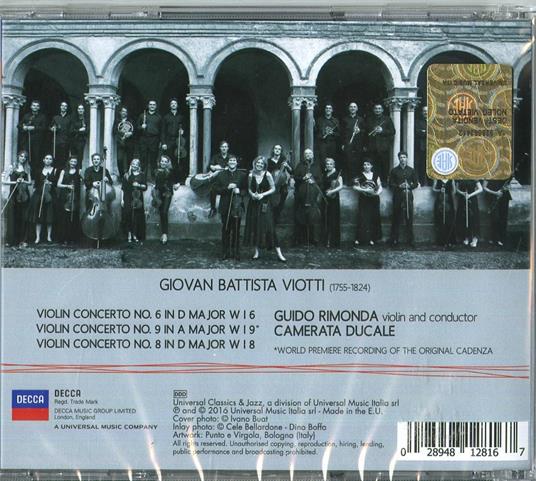 GIOVAN BATTISTA VIOTTI (1755-1824)
VIOLIN CONCERTO NO. 6 IN D MAJOR W I 6
VIOLIN CONCERTO NO. 9 IN A MAJOR W I 9*
VIOLIN CONCERTO NO. 8 IN D MAJOR W I 8
GUIDO RIMONDA violin and conductor
CAMERATA DUCALE
*WORLD PREMIERE RECORDING OF THE ORIGINAL CADENZA
DECCA
DECCA
Regd. Trade Mark
DECCA MUSIC GROUP LIMITED
London, England
A UNIVERSAL MUSIC COMPANY
DDD
Universal Classics & Jazz, a division of Universal Music Italia srl
℗ and © 2016 Universal Music Italia srl - Made in the E.U.
Cover photo: © Ivano Buat
Inlay photo: © Cele Bellardone - Dino Boffa
Artwork: Punto e Virgola, Bologna (Italy)
All rights reserved. Unauthorised copying, reproduction, hiring, lending,
public performance and broadcasting prohibited.
0 28948 12816 7